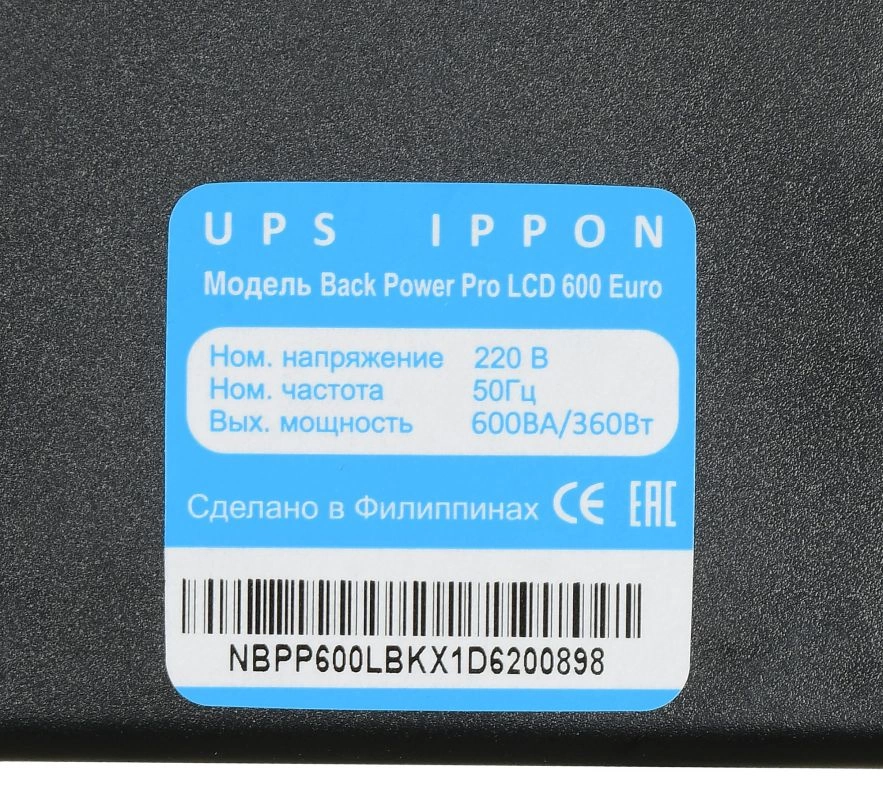 UPS IPPON
Модель Back Power Pro LCD 600 Euro
Ном. напряжение 220 В
Ном. частота 50Гц
Вых. мощность 600ВА/360Вт
Сделано в Филиппинах CE EAC
NBPP600LBKX1D6200898